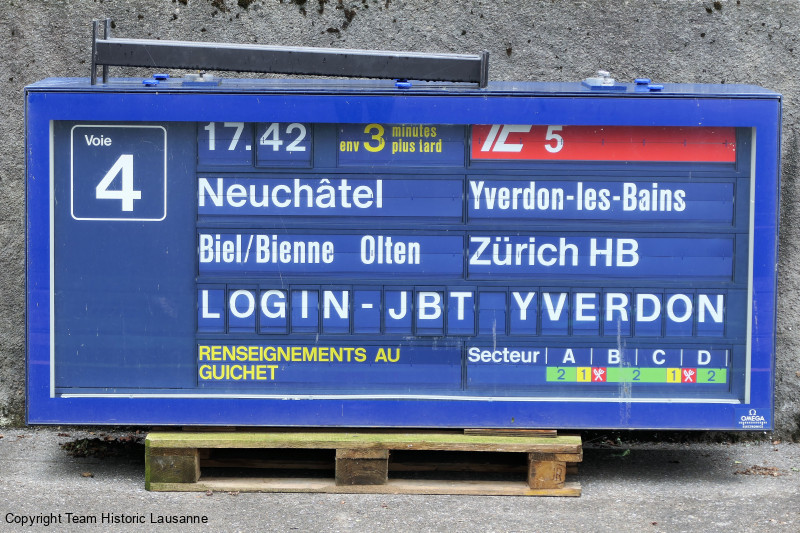 Voie
4
17.42 env 3 minutes plus tard IC 5
Neuchâtel Yverdon-les-Bains
Biel/Bienne Olten Zürich HB
LOGIN-JBT YVERDON
RENSEIGNEMENTS AU
GUICHET
Secteur A B C D
2 1 2 1 2
OMEGA
ELECTRONICS
Copyright Team Historic Lausanne